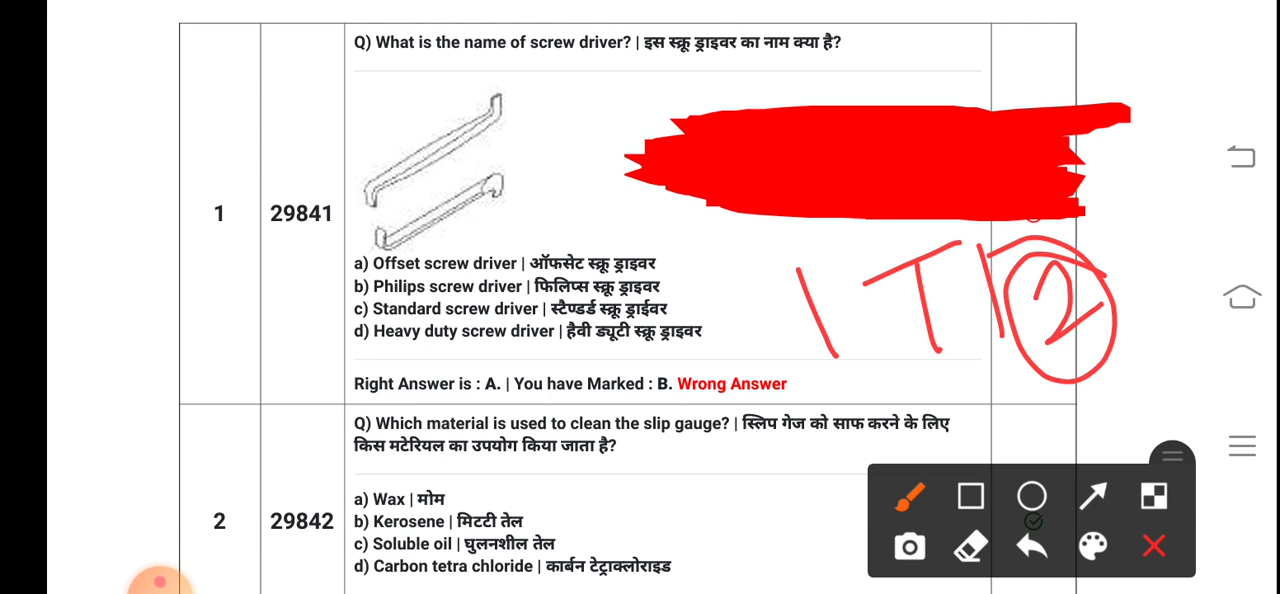 Q) What is the name of screw driver? | इस स्क्रू ड्राइवर का नाम क्या है?
1
29841
a) Offset screw driver | ऑफसेट स्क्रू ड्राइवर
b) Philips screw driver | फिलिप्स स्क्रू ड्राइवर
c) Standard screw driver | स्टैण्डर्ड स्क्रू ड्राईवर
d) Heavy duty screw driver | हैवी ड्यूटी स्क्रू ड्राइवर
ITI 2
Right Answer is : A. | You have Marked : B. Wrong Answer
Q) Which material is used to clean the slip gauge? | स्लिप गेज को साफ करने के लिए
किस मटेरियल का उपयोग किया जाता है?
2
29842
a) Wax | मोम
b) Kerosene | मिटटी तेल
c) Soluble oil | घुलनशील तेल
d) Carbon tetra chloride | कार्बन टेट्राक्लोराइड